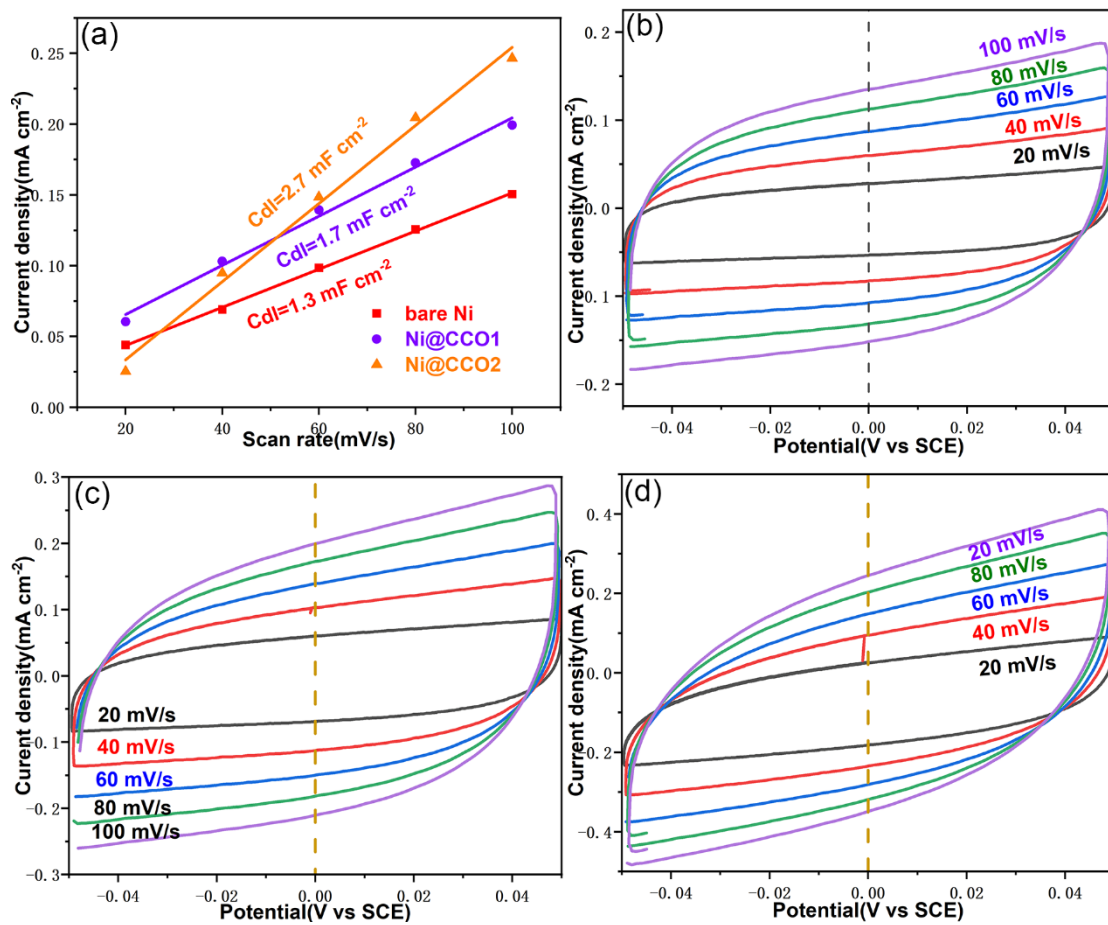 (a)
Current density(mA cm-2)
0.25
0.20
0.15
0.10
0.05
0.00
Cdl=2.7 mF cm-2
Cdl=1.7 mF cm-2
Cdl=1.3 mF cm-2
bare Ni
Ni@CCO1
Ni@CCO2
20 40 60 80 100
Scan rate(mV/s)
(b)
Current density(mA cm-2)
0.2
0.1
0.0
-0.1
-0.2
100 mV/s
80 mV/s
60 mV/s
40 mV/s
20 mV/s
-0.04 -0.02 0.00 0.02 0.04
Potential(V vs SCE)
(c)
Current density(mA cm-2)
0.3
0.2
0.1
0.0
-0.1
-0.2
-0.3
20 mV/s
40 mV/s
60 mV/s
80 mV/s
100 mV/s
-0.04 -0.02 0.00 0.02 0.04
Potential(V vs SCE)
(d)
Current density(mA cm-2)
0.4
0.2
0.0
-0.2
-0.4
20 mV/s
80 mV/s
60 mV/s
40 mV/s
20 mV/s
-0.04 -0.02 0.00 0.02 0.04
Potential(V vs SCE)